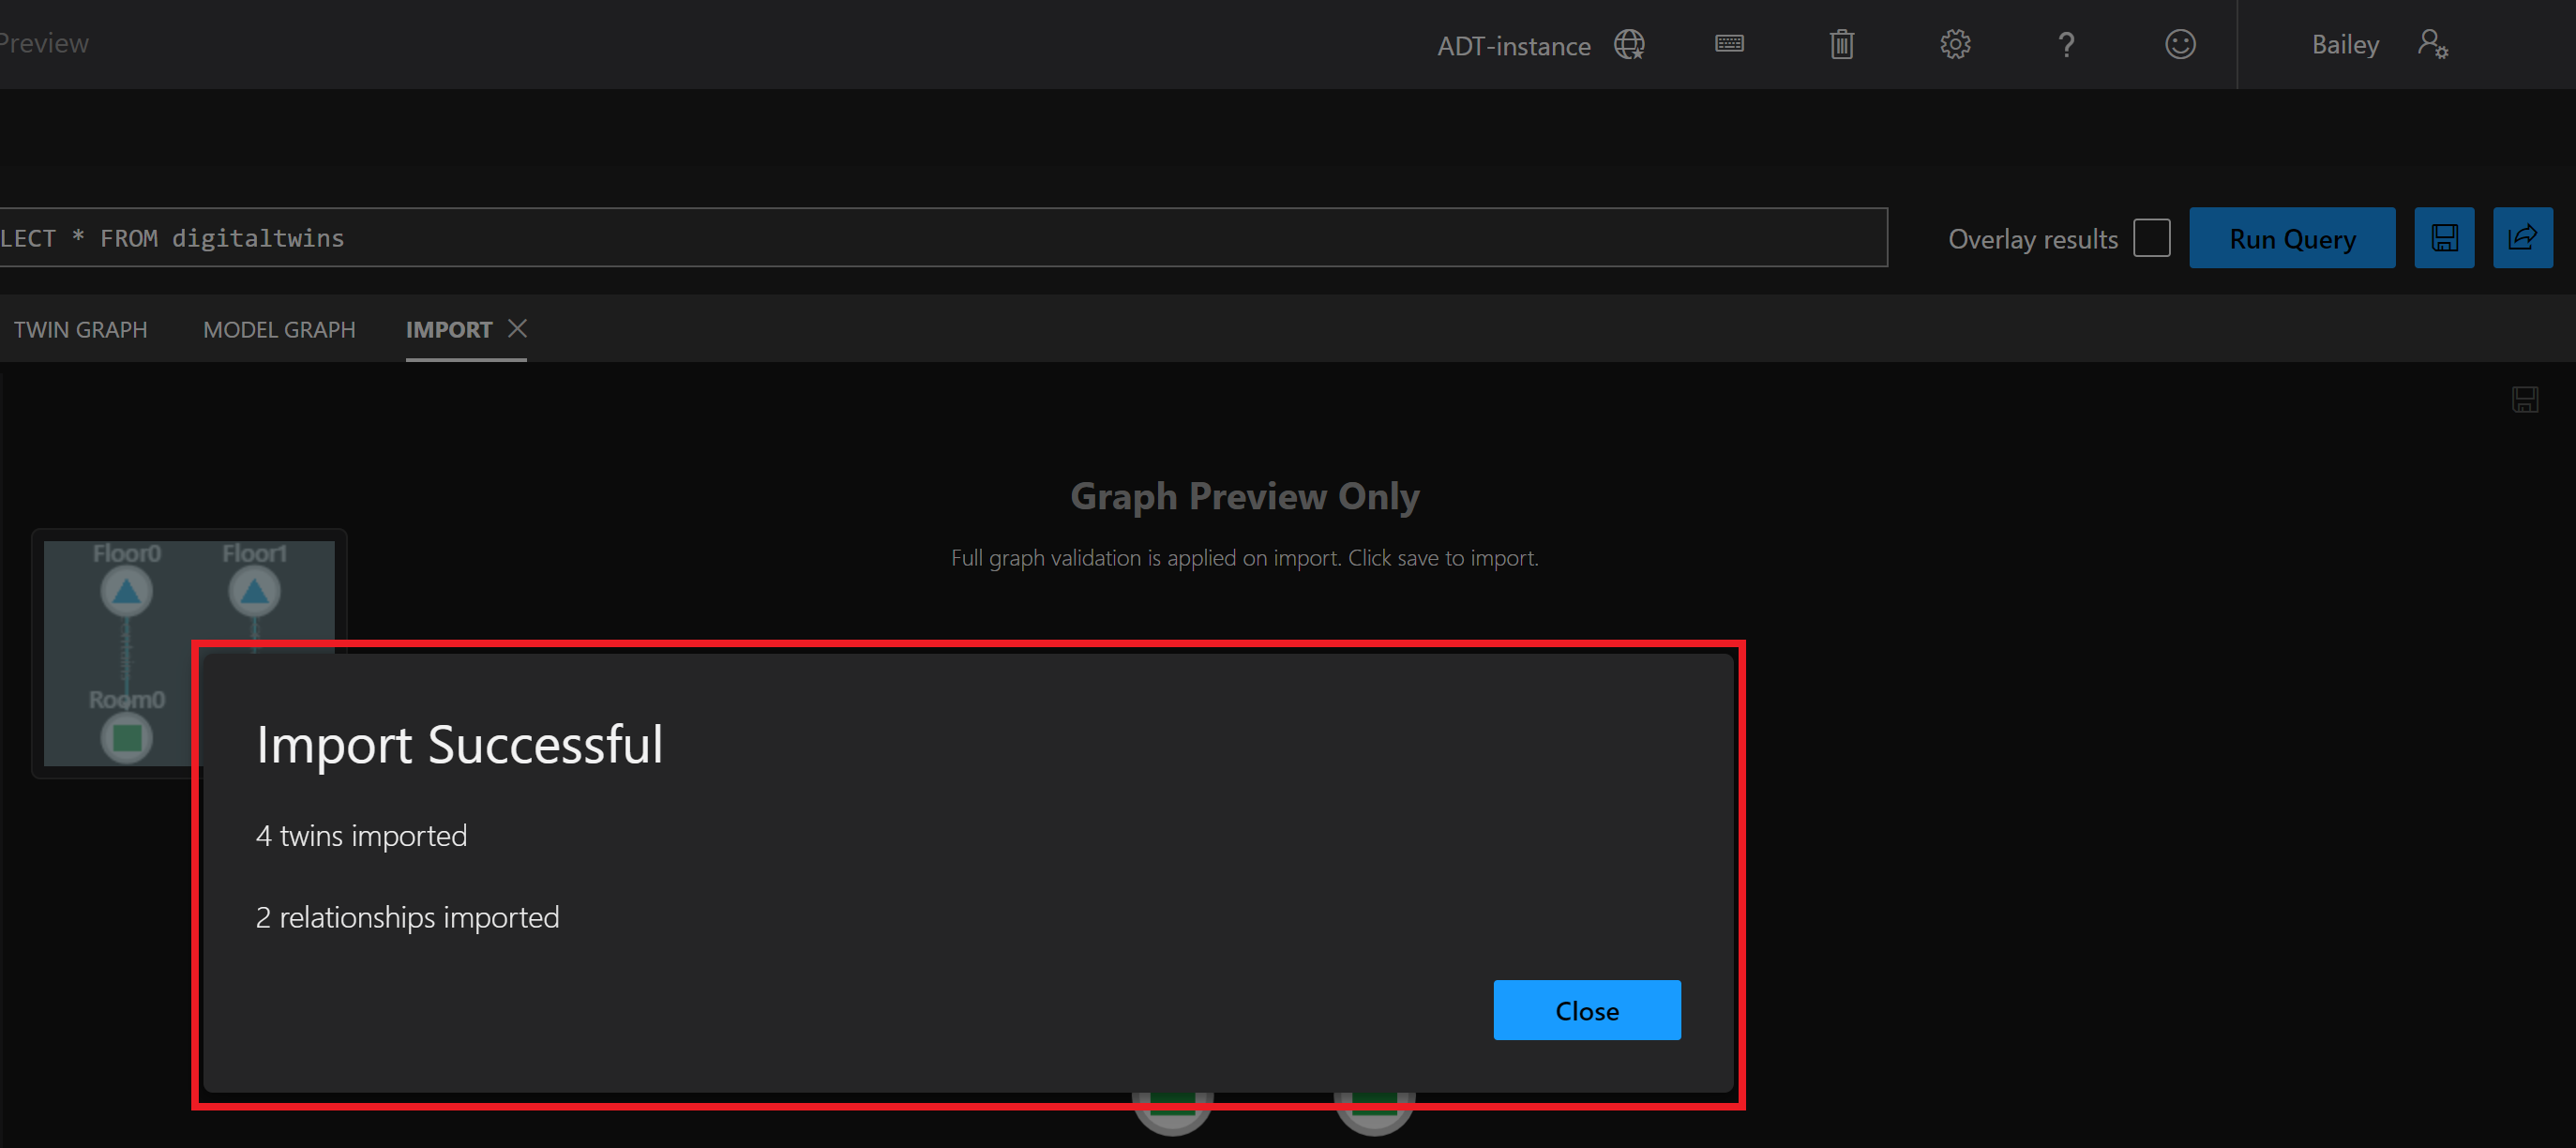 Preview
ADT-instance
?
Bailey
LECT * FROM digitaltwins
Overlay results
Run Query
TWIN GRAPH
MODEL GRAPH
IMPORT
Graph Preview Only
Full graph validation is applied on import. Click save to import.
Floor0
Floor1
Room0
Import Successful
4 twins imported
2 relationships imported
Close